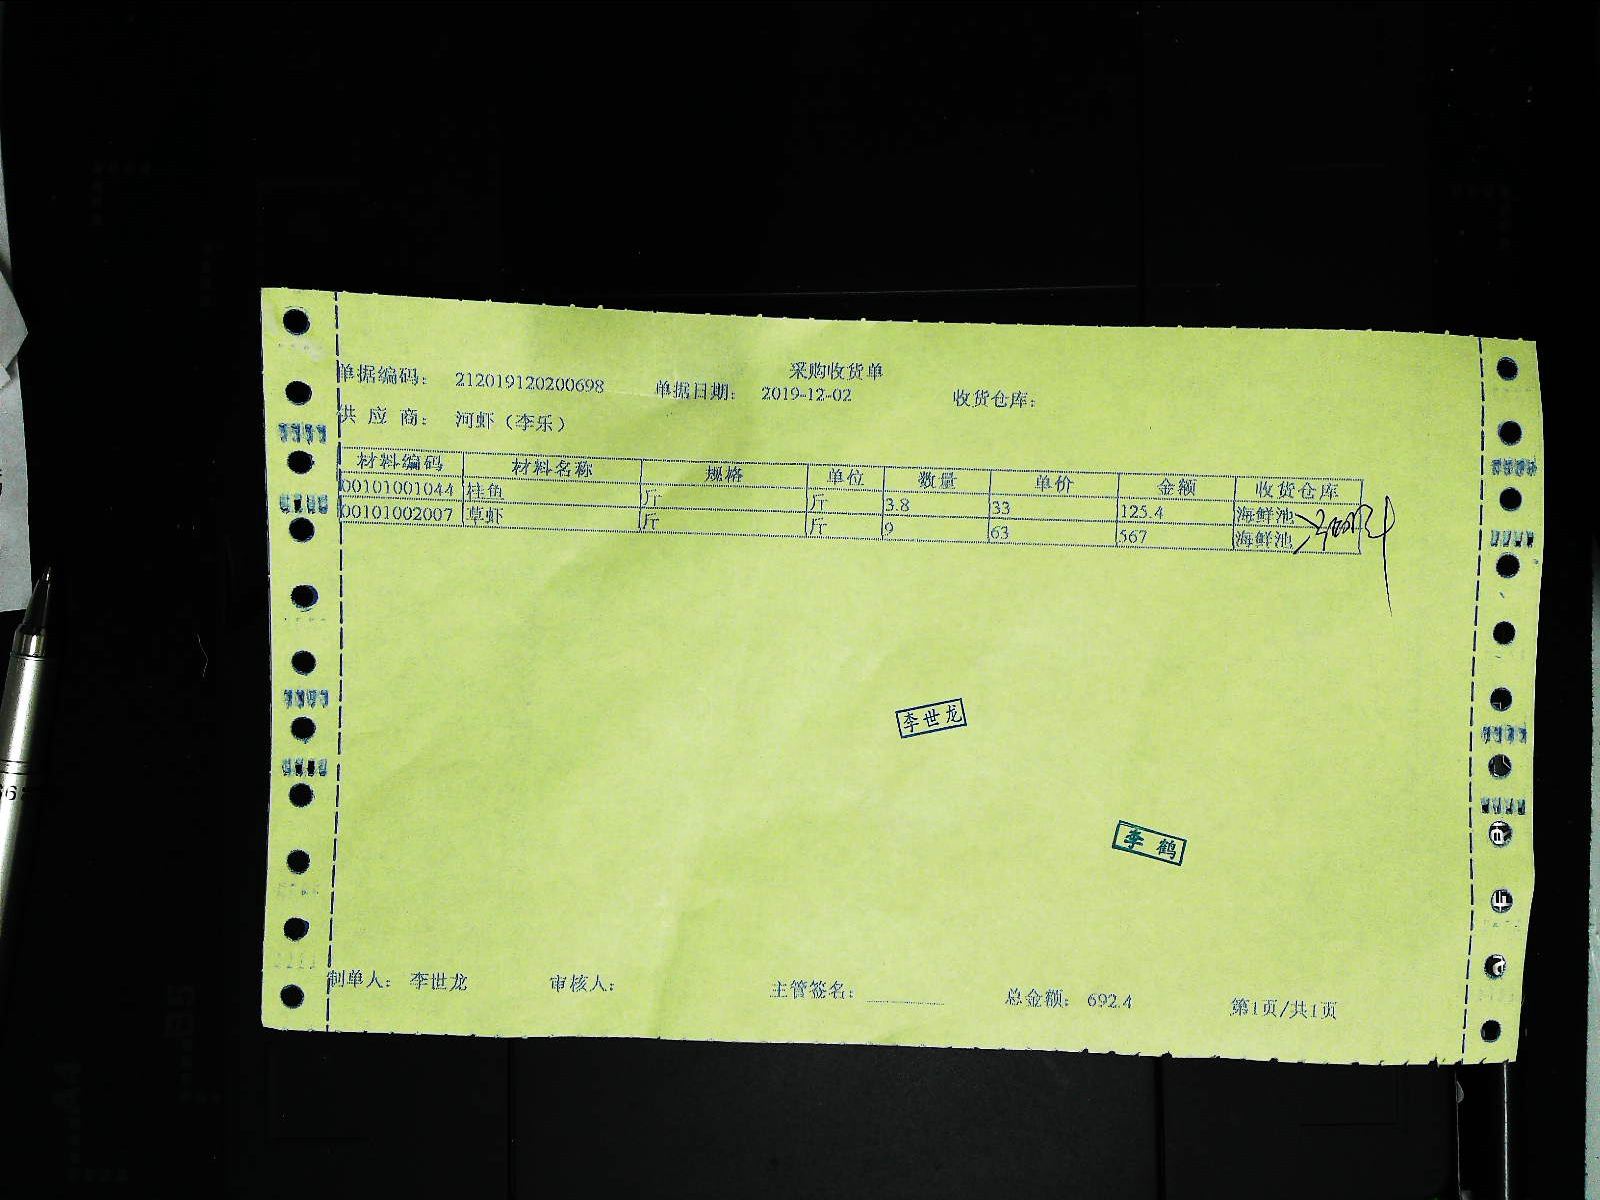 采购收货单
单据编码： 212019120200698 单据日期： 2019-12-02 收货仓库：
供 应 商： 河虾（李乐）
材料编码 材料名称 规格 单位 数量 单价 金额 收货仓库
00101001044 桂鱼 斤 斤 3.8 33 125.4 海鲜池
00101002007 草虾 斤 斤 9 63 567 海鲜池
李世龙
李 鹤
制单人： 李世龙 审核人： 主管签名： 总金额： 692.4 第1页/共1页